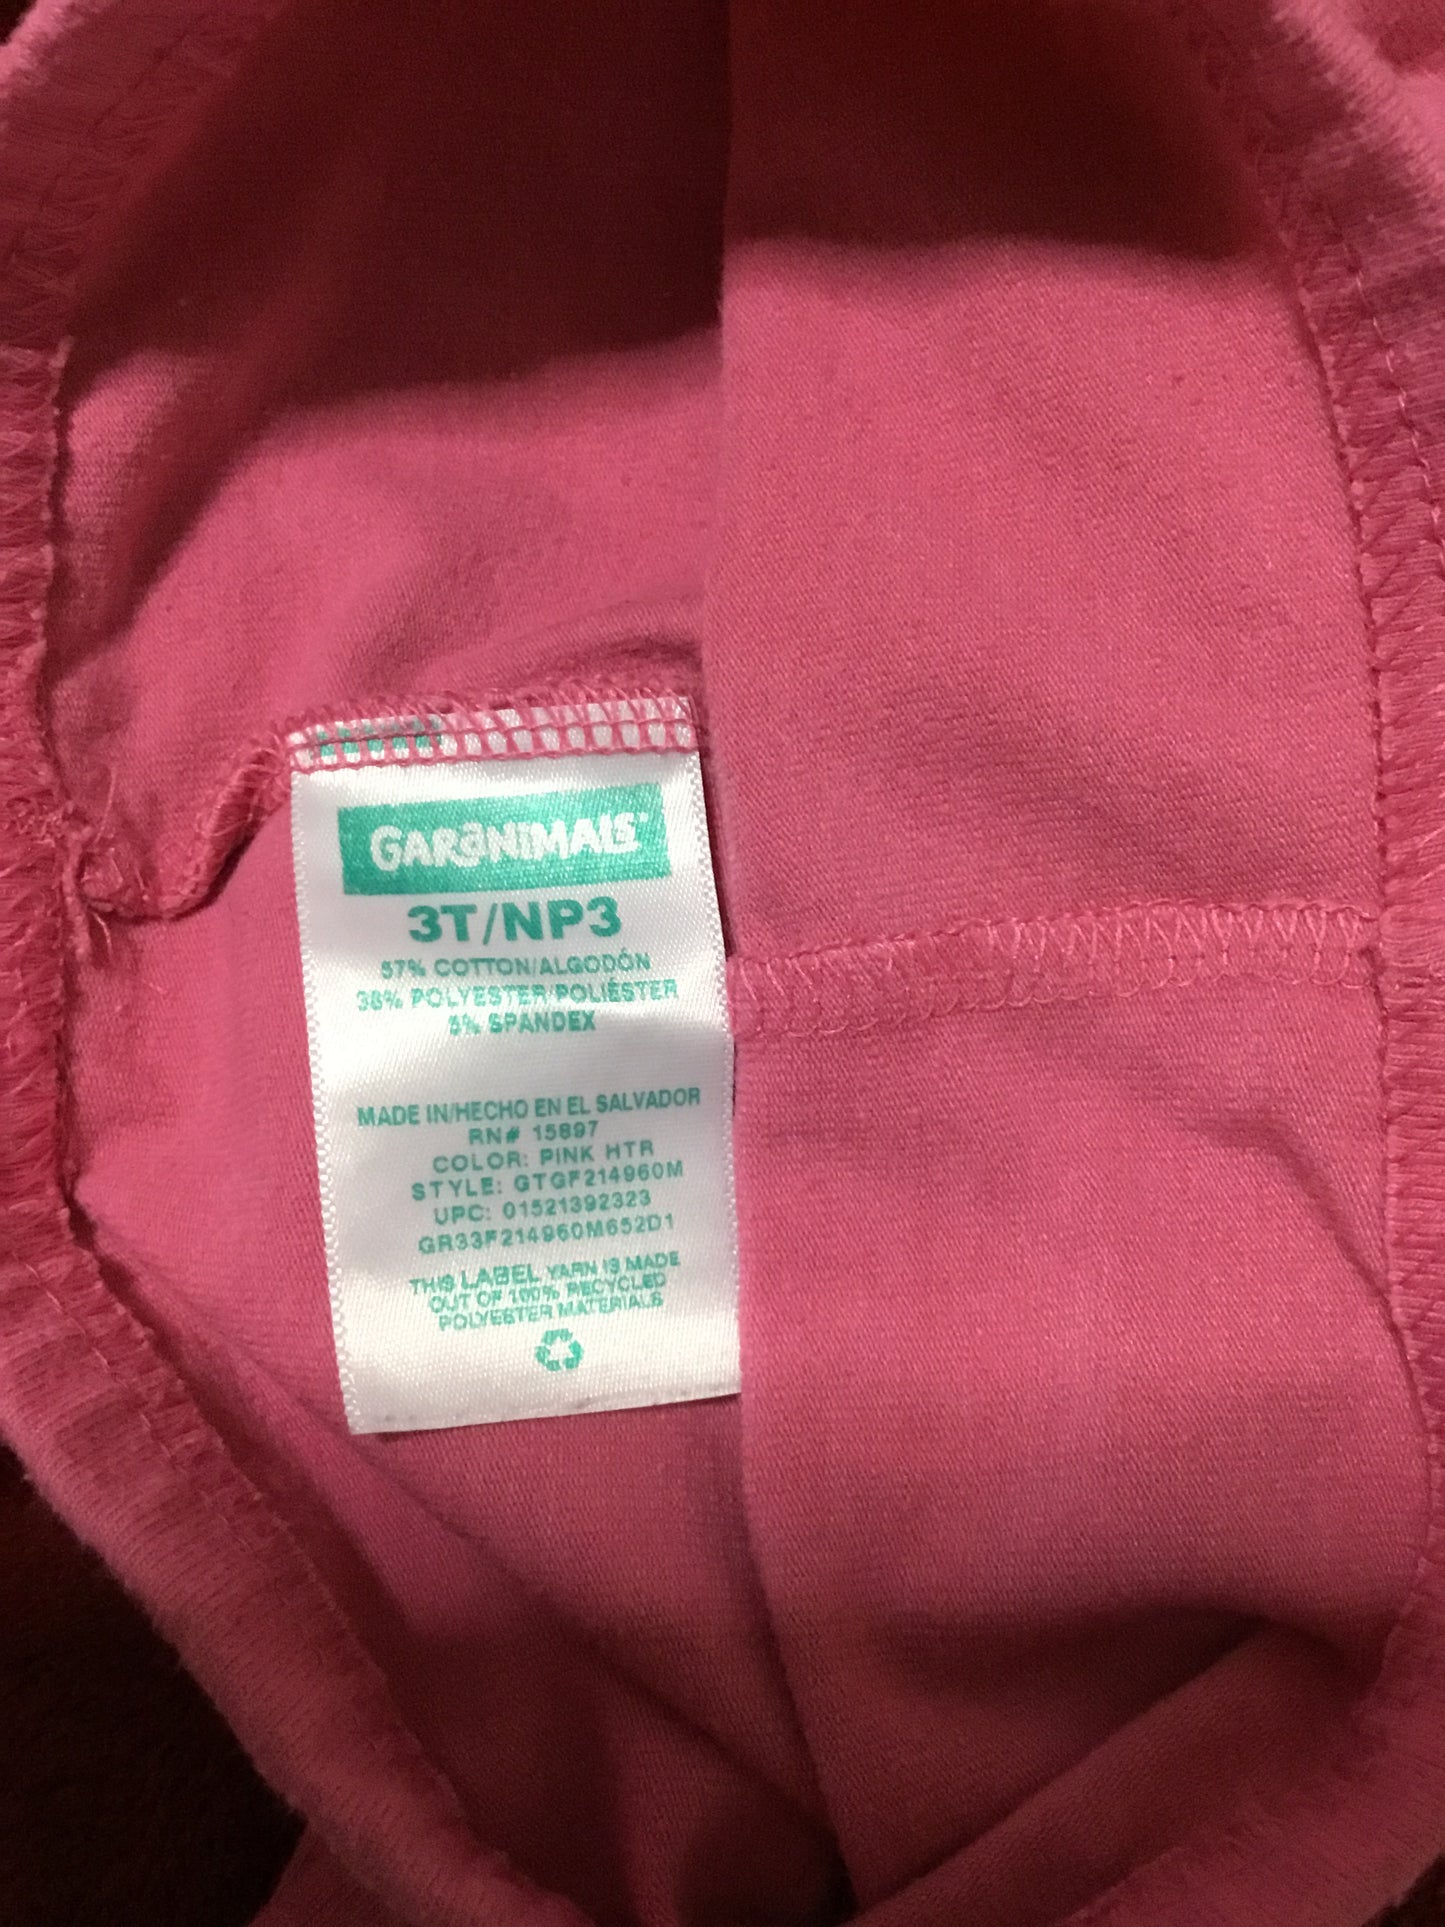 GARANIMALS
3T/NP3
57% COTTON/ALGODÓN
38% POLYESTER/POLIÉSTER
5% SPANDEX
MADE IN/HECHO EN EL SALVADOR
RN# 15897
COLOR: PINK HTR
STYLE: GTGF214960M
UPC: 01521392323
GR33F214960M652D1
THIS LABEL YARN IS MADE
OUT OF 100% RECYCLED
POLYESTER MATERIALS